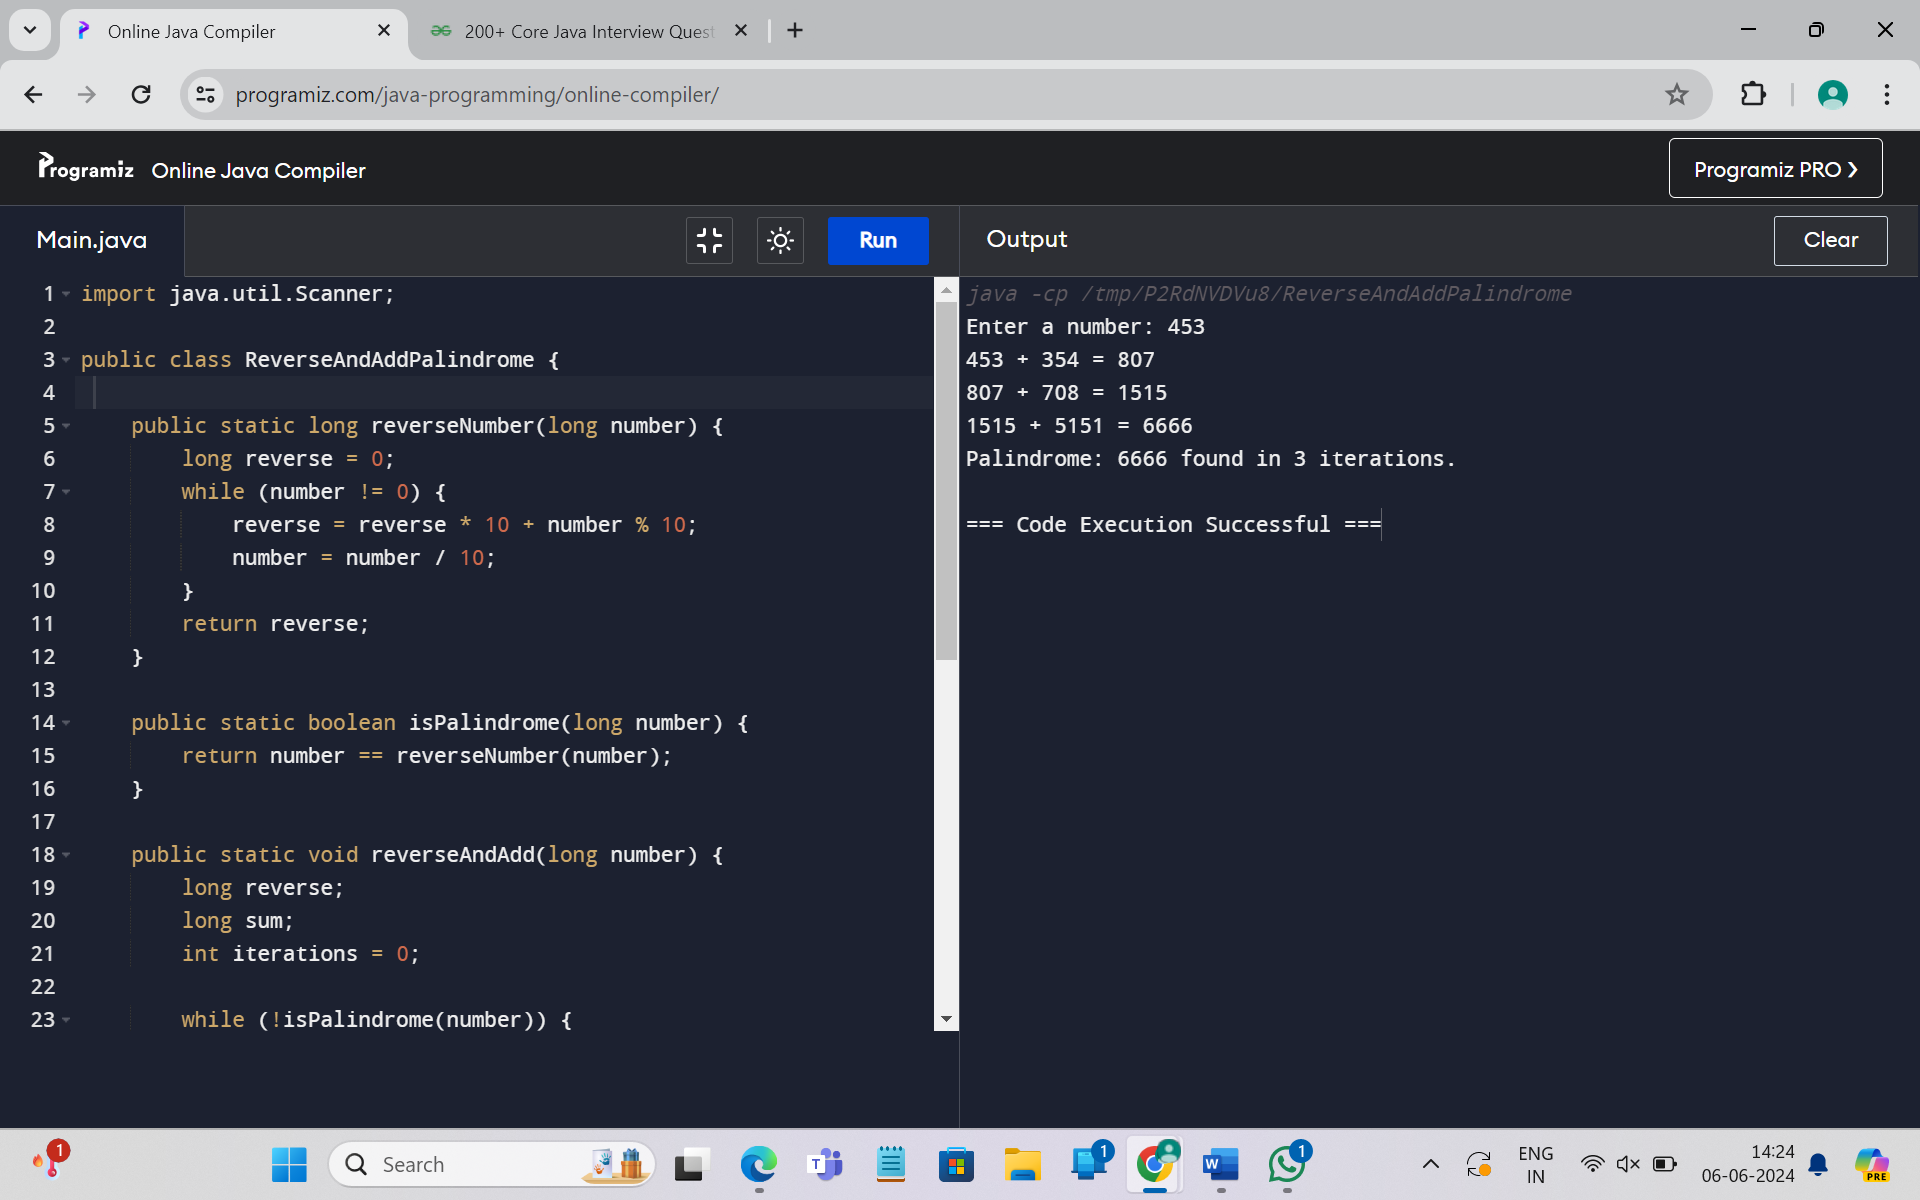 Online Java Compiler
200+ Core Java Interview Quest
programiz.com/java-programming/online-compiler/
Programiz Online Java Compiler
Programiz PRO ❯
Main.java
Run
Output
Clear
1 import java.util.Scanner;
2
3 public class ReverseAndAddPalindrome {
4
5     public static long reverseNumber(long number) {
6         long reverse = 0;
7         while (number != 0) {
8             reverse = reverse * 10 + number % 10;
9             number = number / 10;
10         }
11         return reverse;
12     }
13
14     public static boolean isPalindrome(long number) {
15         return number == reverseNumber(number);
16     }
17
18     public static void reverseAndAdd(long number) {
19         long reverse;
20         long sum;
21         int iterations = 0;
22
23         while (!isPalindrome(number)) {
java -cp /tmp/P2RdNVDVu8/ReverseAndAddPalindrome
Enter a number: 453
453 + 354 = 807
807 + 708 = 1515
1515 + 5151 = 6666
Palindrome: 6666 found in 3 iterations.
=== Code Execution Successful ===
1
Search
T
1
W
1
ENG
IN
14:24
06-06-2024
PRE